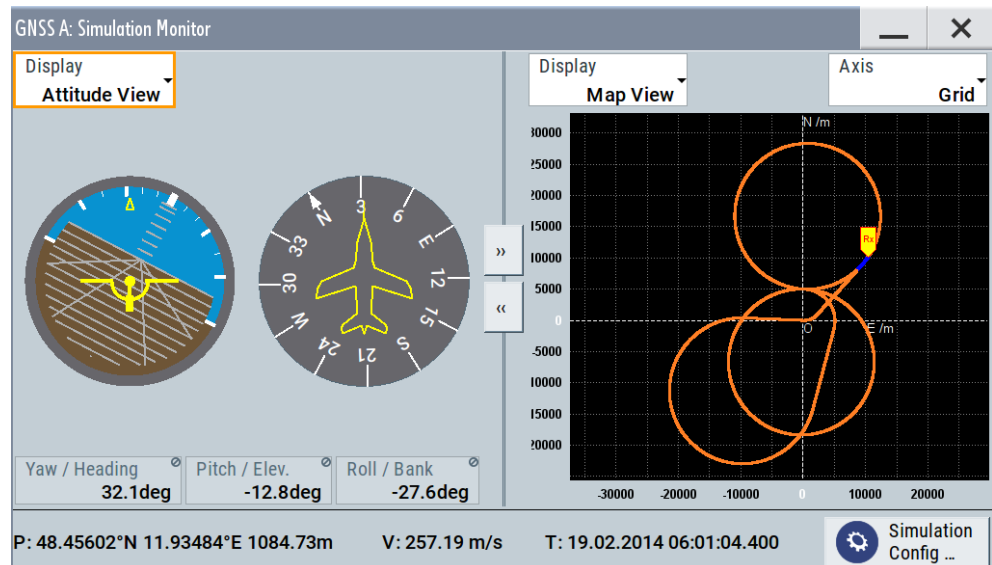 GNSS A: Simulation Monitor
Display
Attitude View
Display
Map View
Axis
Grid
N
3
6
E
12
15
S
21
24
W
30
33
»
«
N /m
30000
25000
20000
15000
10000
5000
0
-5000
10000
15000
20000
Rx
O
E /m
-30000
-20000
-10000
0
10000
20000
Yaw / Heading
32.1deg
Pitch / Elev.
-12.8deg
Roll / Bank
-27.6deg
P: 48.45602°N 11.93484°E 1084.73m
V: 257.19 m/s
T: 19.02.2014 06:01:04.400
Simulation
Config ...